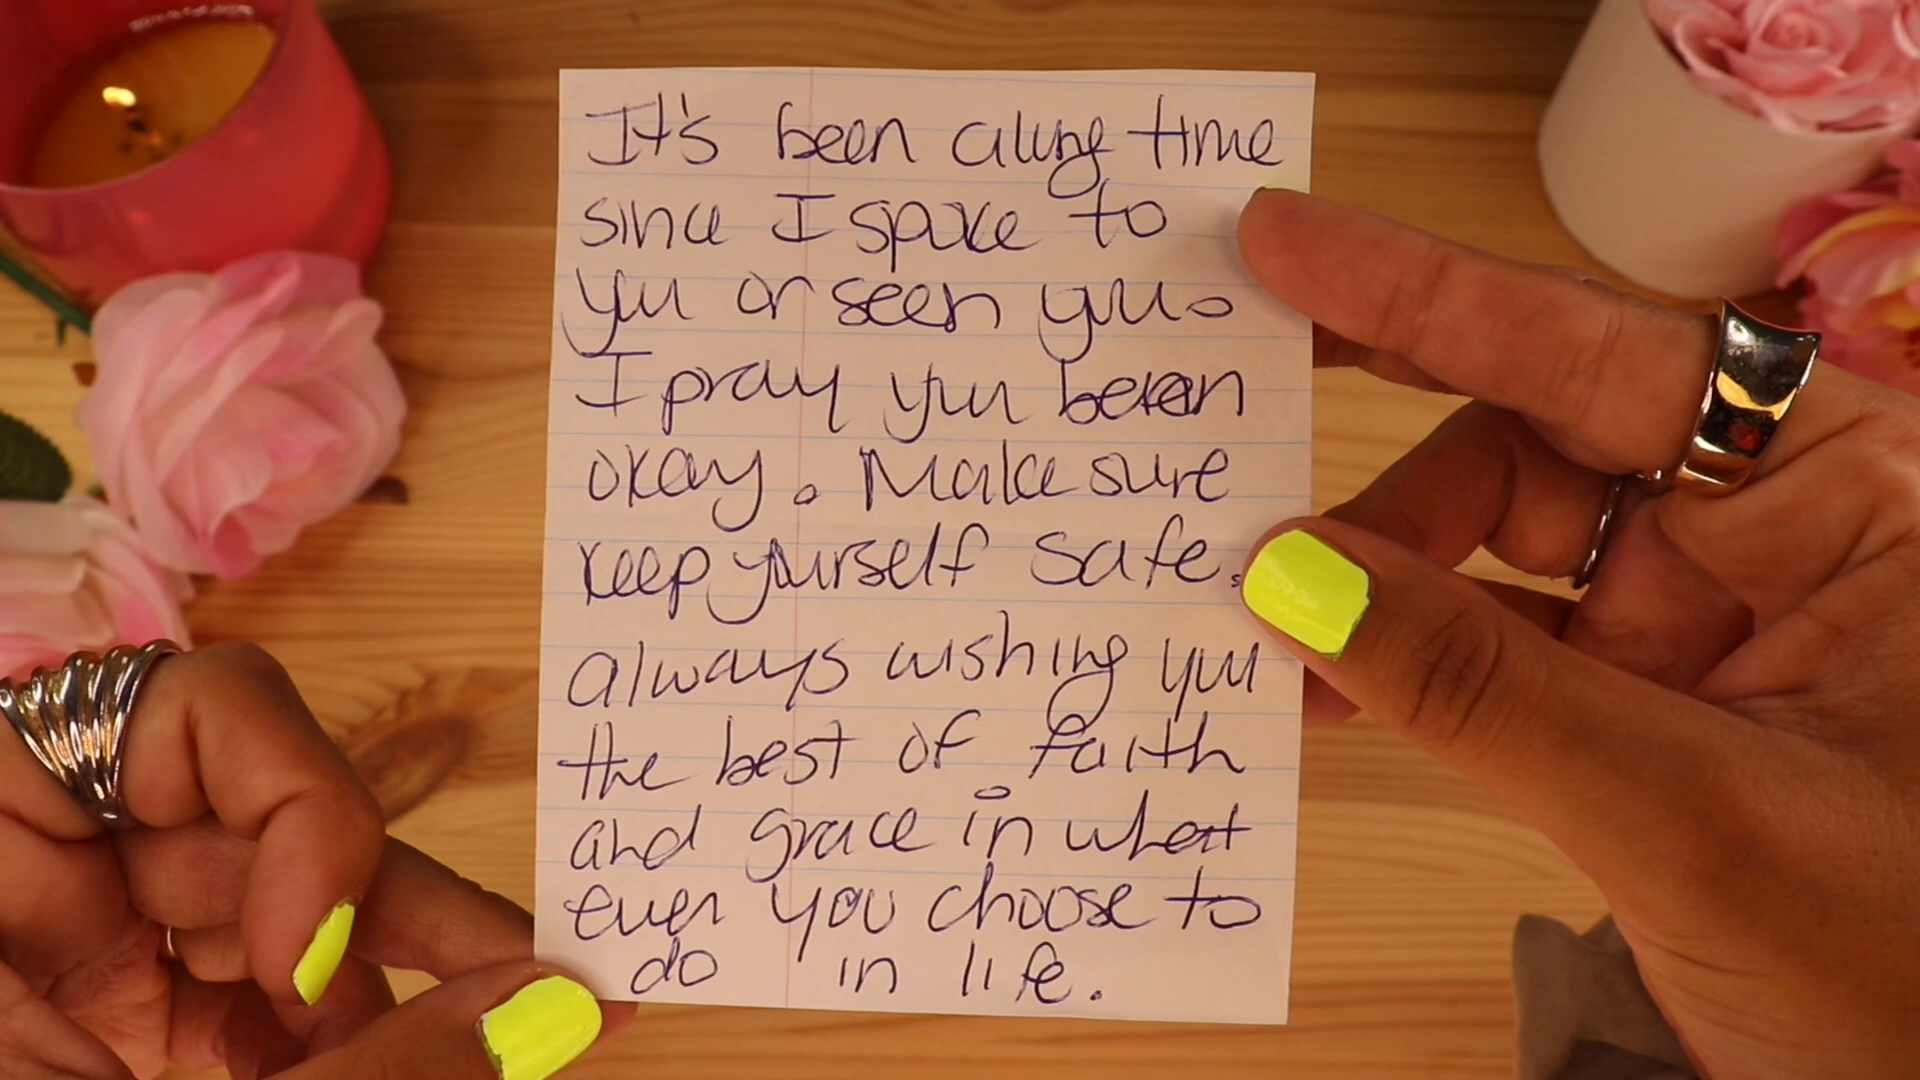 It's been along time
since I spoke to
you or seen you.
I pray you been
okay. Make sure
keep yourself safe.
always wishing you
the best of faith
and grace in what
ever you choose to
do in life.